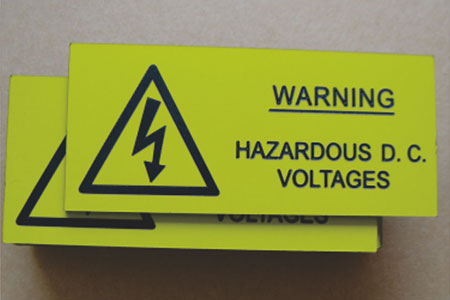 WARNING
HAZARDOUS D. C.
VOLTAGES
VOLTAGES